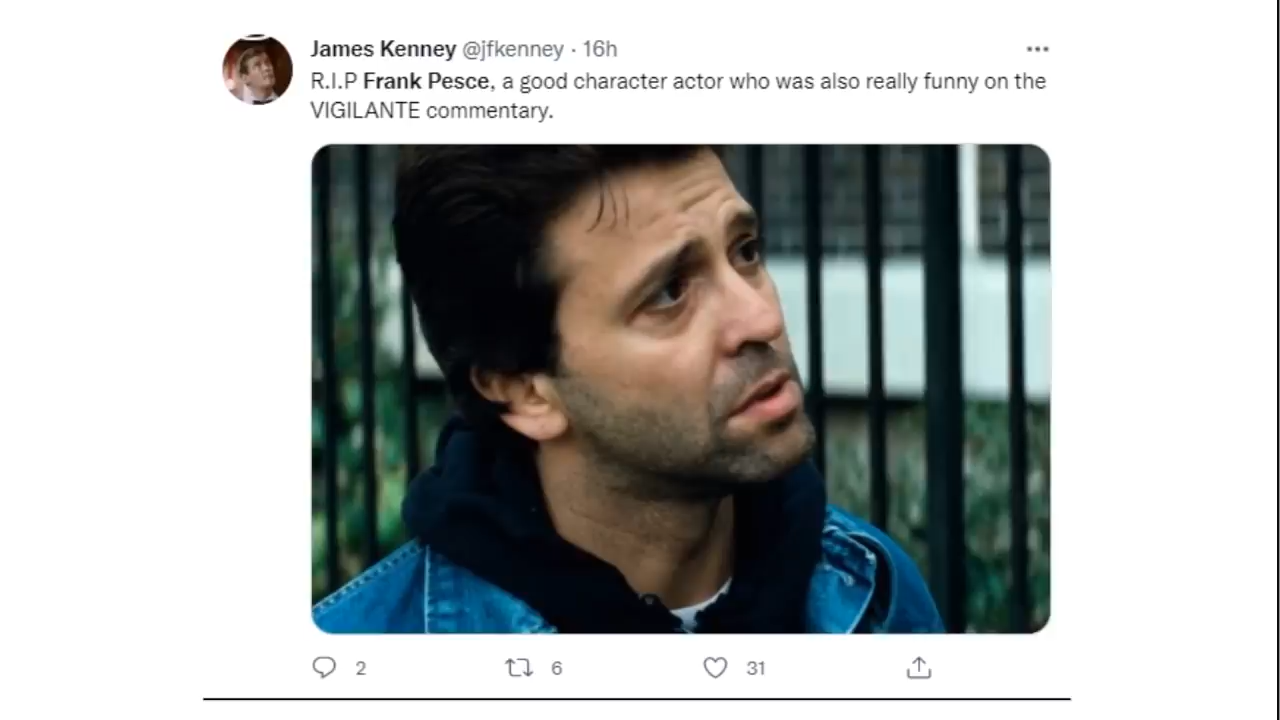 James Kenney @jfkenney · 16h
R.I.P Frank Pesce, a good character actor who was also really funny on the
VIGILANTE commentary.
2 6 31